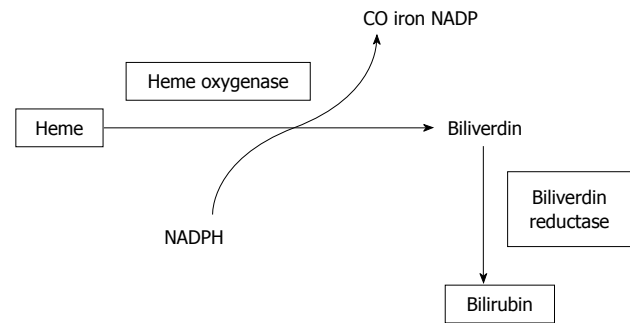 CO iron NADP
Heme oxygenase
Heme
Biliverdin
NADPH
Biliverdin
reductase
Bilirubin